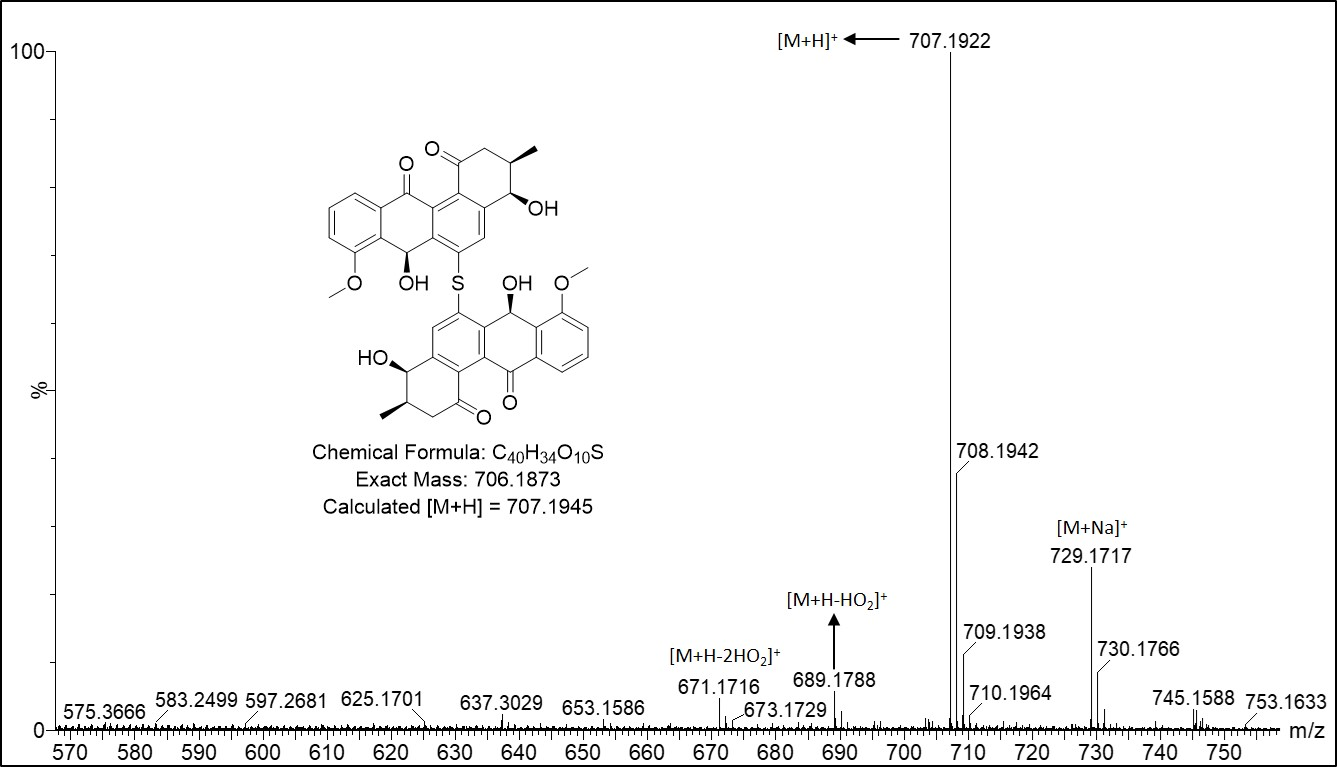 100
%
0
[M+H]⁺
707.1922
O
O
OH
O
OH
S
OH
O
HO
O
O
Chemical Formula: C₄₀H₃₄O₁₀S
Exact Mass: 706.1873
Calculated [M+H] = 707.1945
708.1942
[M+Na]⁺
729.1717
[M+H-HO₂]⁺
709.1938
730.1766
[M+H-2HO₂]⁺
689.1788
671.1716
575.3666 583.2499 597.2681 625.1701 637.3029 653.1586 673.1729 710.1964 745.1588 753.1633
570 580 590 600 610 620 630 640 650 660 670 680 690 700 710 720 730 740 750 m/z